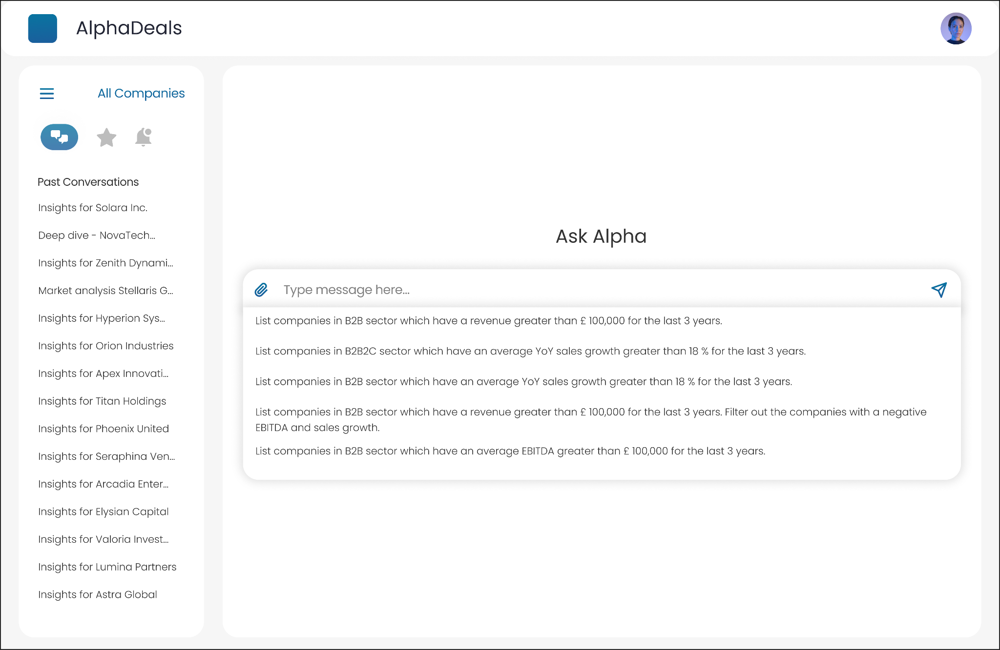 AlphaDeals
All Companies
Past Conversations
Insights for Solara Inc.
Deep dive - NovaTech...
Insights for Zenith Dynami...
Market analysis Stellaris G...
Insights for Hyperion Sys...
Insights for Orion Industries
Insights for Apex Innovati...
Insights for Titan Holdings
Insights for Phoenix United
Insights for Seraphina Ven...
Insights for Arcadia Enter...
Insights for Elysian Capital
Insights for Valoria Invest...
Insights for Lumina Partners
Insights for Astra Global
Ask Alpha
Type message here...
List companies in B2B sector which have a revenue greater than £ 100,000 for the last 3 years.
List companies in B2B2C sector which have an average YoY sales growth greater than 18 % for the last 3 years.
List companies in B2B sector which have an average YoY sales growth greater than 18 % for the last 3 years.
List companies in B2B sector which have a revenue greater than £ 100,000 for the last 3 years. Filter out the companies with a negative
EBITDA and sales growth.
List companies in B2B sector which have an average EBITDA greater than £ 100,000 for the last 3 years.